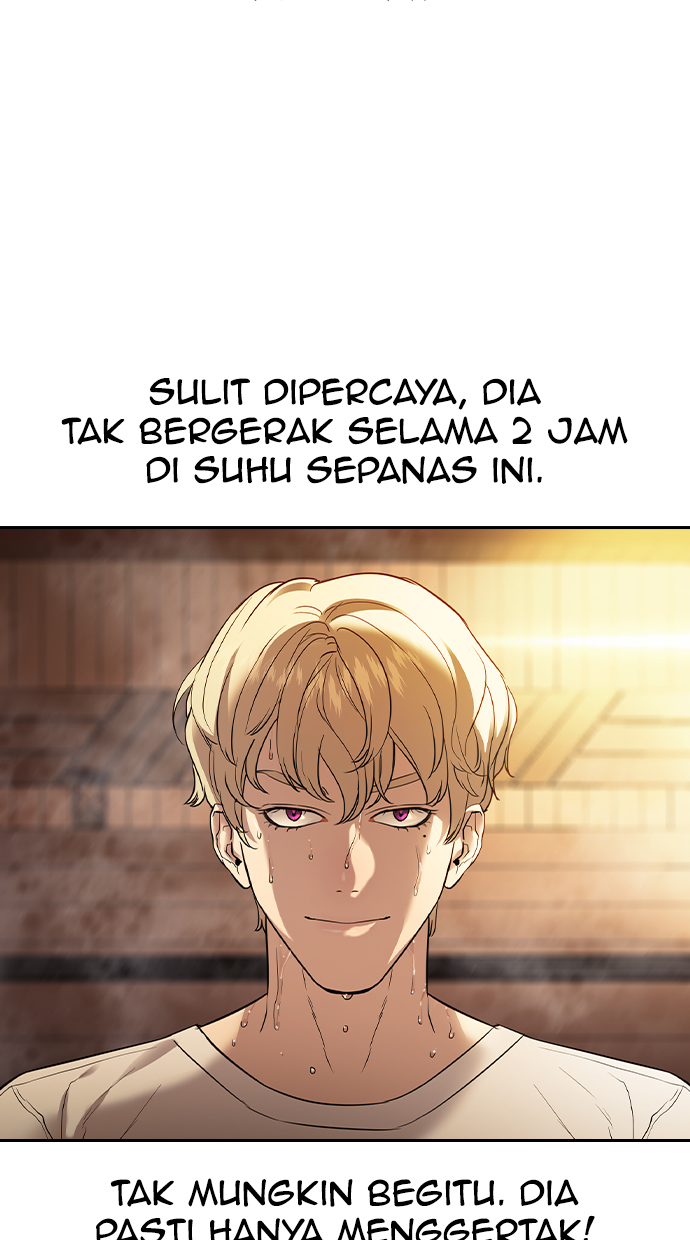 SULIT DIPERCAYA, DIA
TAK BERGERAK SELAMA 2 JAM
DI SUHU SEPANAS INI.
TAK MUNGKIN BEGITU. DIA
PASTI HANYA MENGGERTAK!